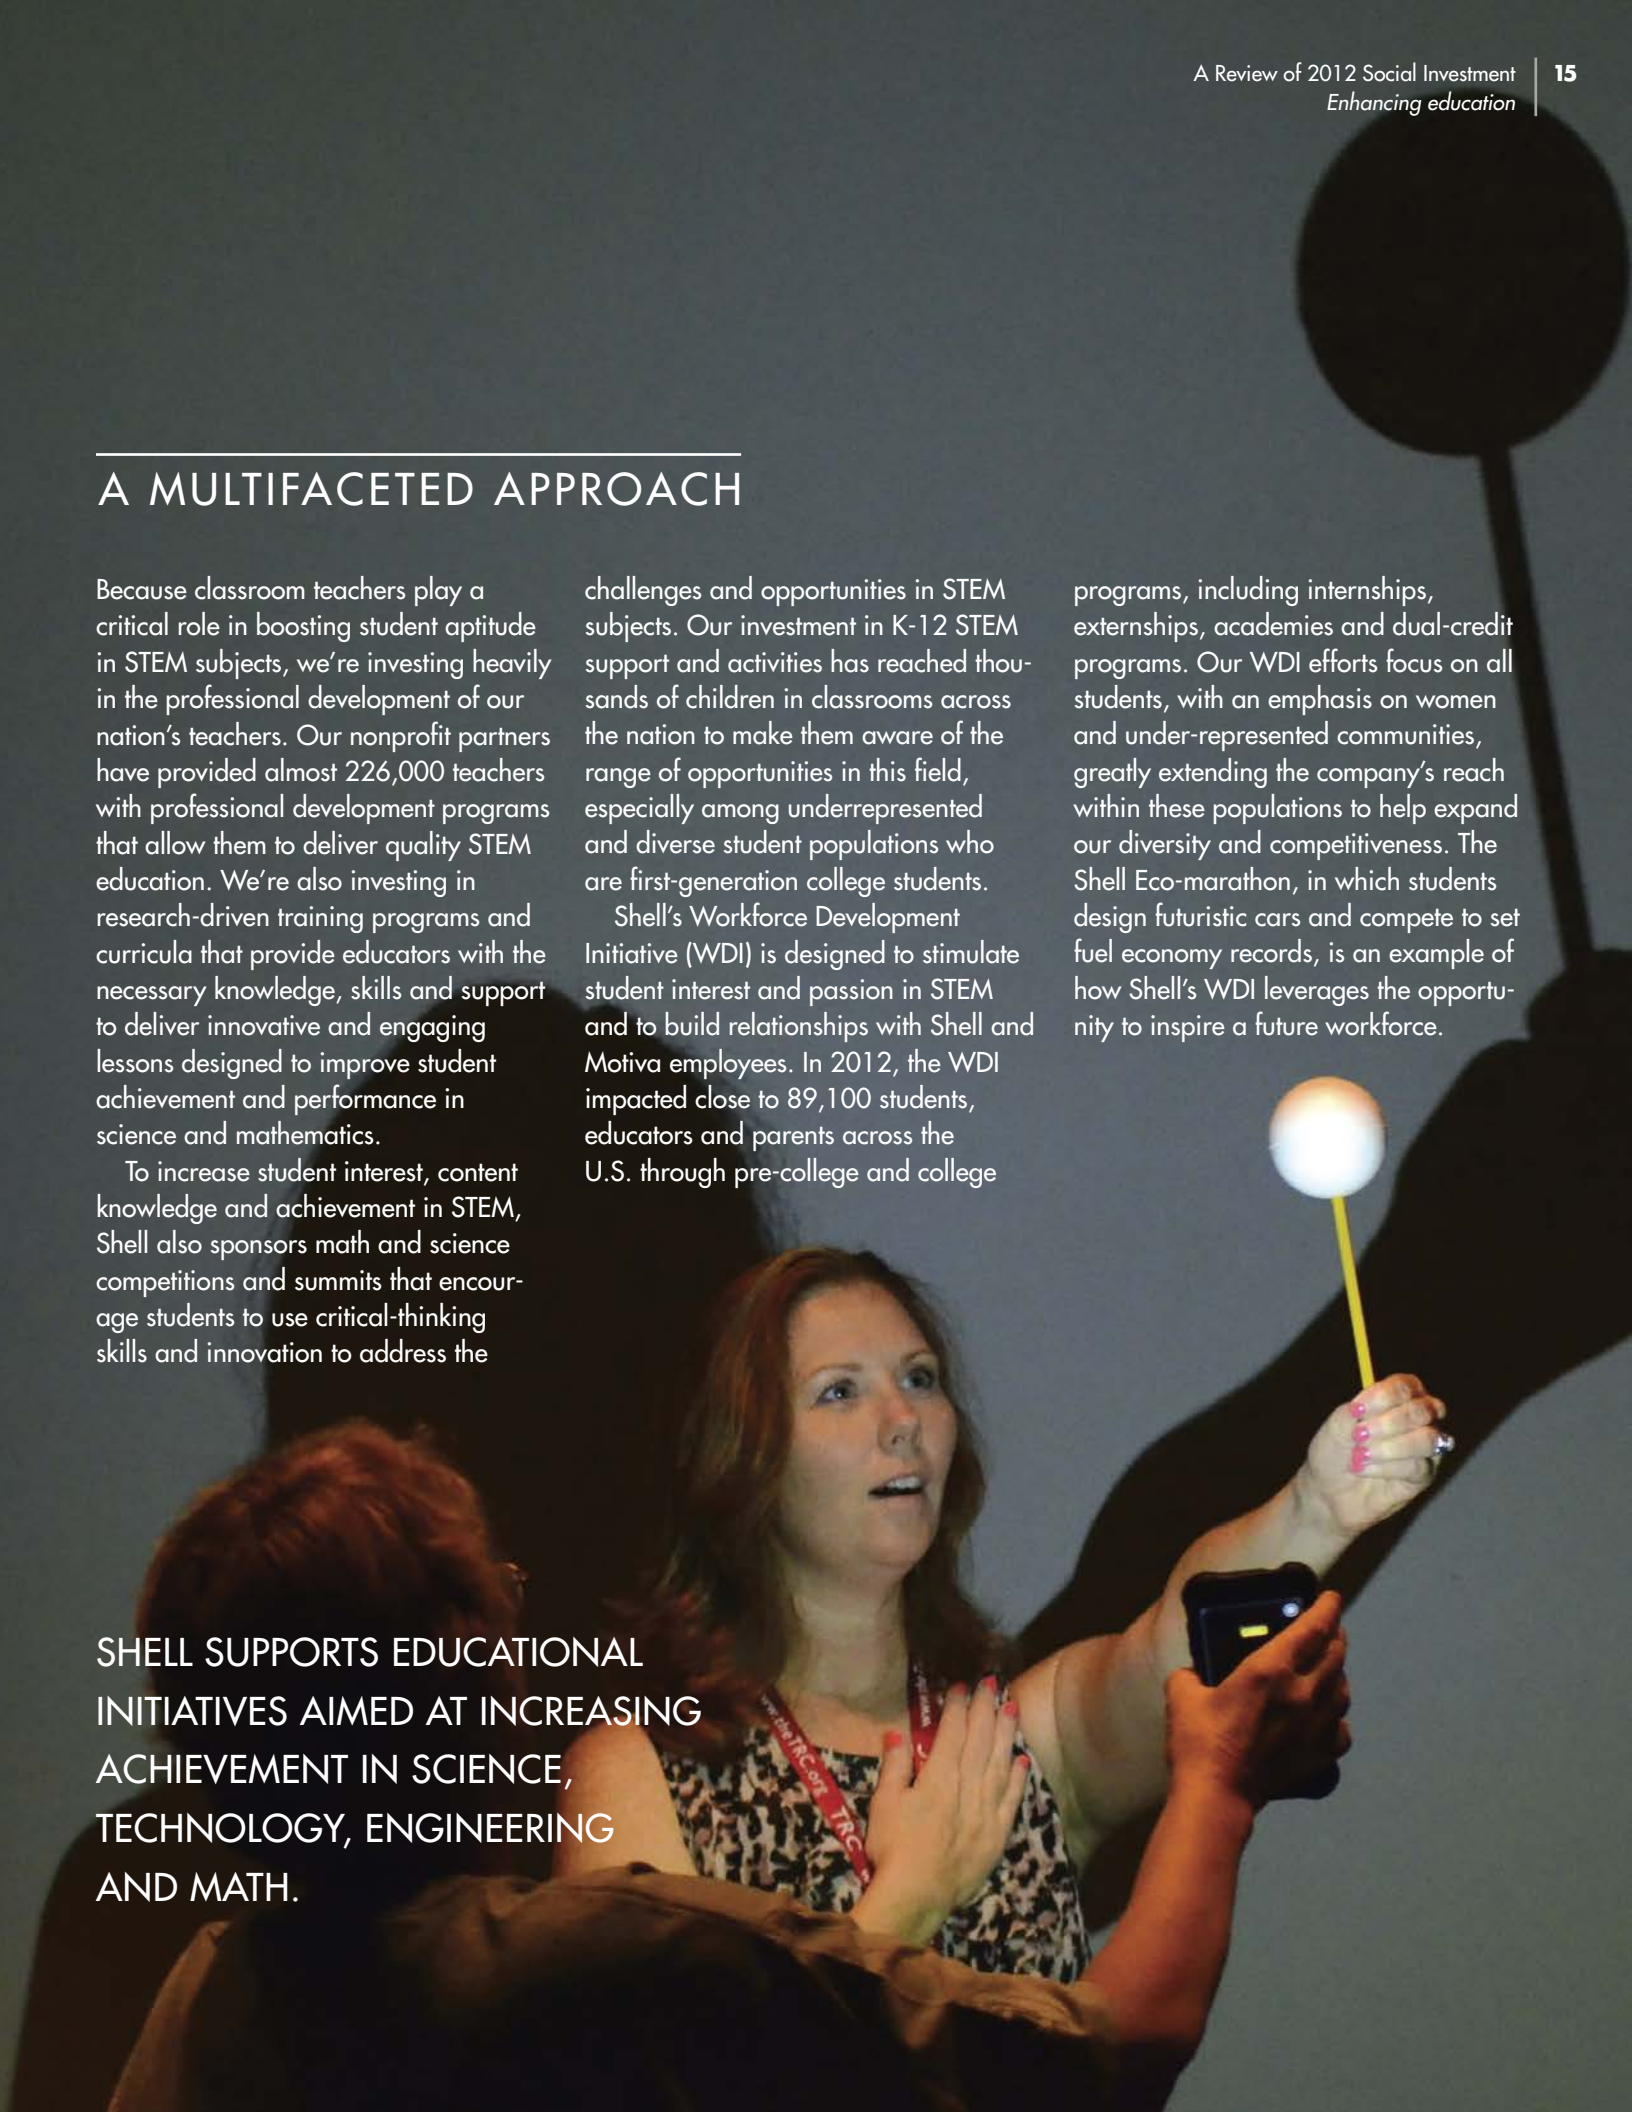 A Review of 2012 Social Investment
15
Enhancing education
A MULTIFACETED APPROACH
Because classroom teachers play a
critical role in boosting student aptitude
in STEM subjects, we're investing heavily
in the professional development of our
nation's teachers. Our nonprofit partners
have provided almost 226,000 teachers
with professional development programs
that allow them to deliver quality STEM
education. We're also investing in
research-driven training programs and
curricula that provide educators with the
necessary knowledge, skills and support
to deliver innovative and engaging
lessons designed to improve student
achievement and performance in
science and mathematics.
To increase student interest, content
knowledge and achievement in STEM,
Shell also sponsors math and science
competitions and summits that encour-
age students to use critical-thinking
skills and innovation to address the
challenges and opportunities in STEM
subjects. Our investment in K-12 STEM
support and activities has reached thou-
sands of children in classrooms across
the nation to make them aware of the
range of opportunities in this field,
especially among underrepresented
and diverse student populations who
are first-generation college students.
Shell's Workforce Development
Initiative (WDI) is designed to stimulate
student interest and passion in STEM
and to build relationships with Shell and
Motiva employees. In 2012, the WDI
impacted close to 89,100 students,
educators and parents across the
U.S. through pre-college and college
programs, including internships,
externships, academies and dual-credit
programs. Our WDI efforts focus on all
students, with an emphasis on women
and under-represented communities,
greatly extending the company's reach
within these populations to help expand
our diversity and competitiveness. The
Shell Eco-marathon, in which students
design futuristic cars and compete to set
fuel economy records, is an example of
how Shell's WDI leverages the opportu-
nity to inspire a future workforce.
SHELL SUPPORTS EDUCATIONAL
INITIATIVES AIMED AT INCREASING
ACHIEVEMENT IN SCIENCE,
TECHNOLOGY, ENGINEERING
AND MATH.
www.theTRC.org TRC